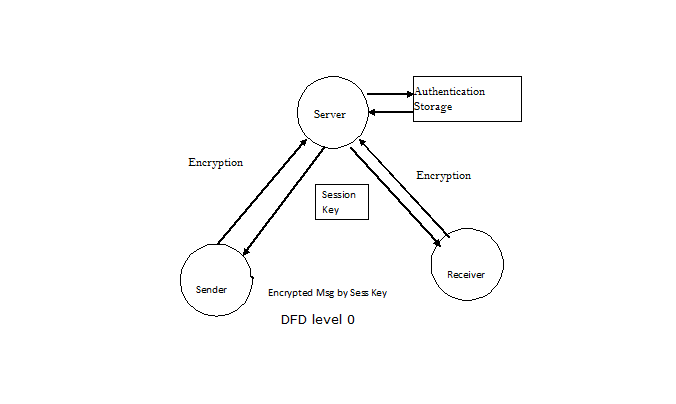 Authentication
Storage
Server
Encryption
Encryption
Session
Key
Receiver
Sender
Encrypted Msg by Sess Key
DFD level 0